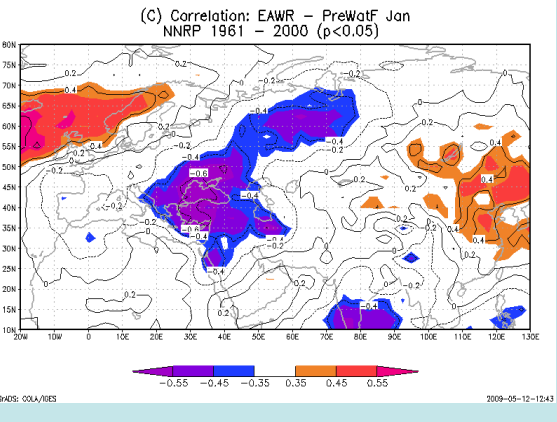 (C) Correlation: EAWR - PreWatF Jan
NNRP 1961 - 2000 (p<0.05)
80N
75N
70N
65N
60N
55N
50N
45N
40N
35N
30N
25N
20N
15N
10N
20W 10W 0 10E 20E 30E 40E 50E 60E 70E 80E 90E 100E 110E 120E 130E
-0.55 -0.45 -0.35 0.35 0.45 0.55
GrADS: COLA/IGES
2009-05-12-12:43